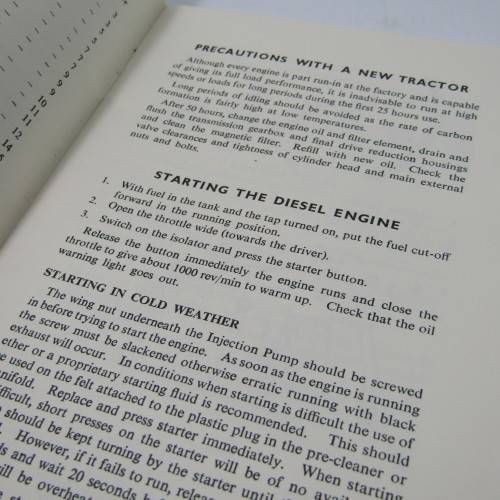 9
9
7
7
10
11
11
12
14
PRECAUTIONS WITH A NEW TRACTOR
Although every engine is part run-in at the factory and is capable
of giving its full load performance, it is inadvisable to run at high
speeds or loads for long periods during the first 25 hours use.
Long periods of idling should be avoided as the rate of carbon
formation is fairly high at low temperatures.
After 50 hours, change the engine oil and filter element, drain and
flush the transmission gearbox and final drive reduction housings
and clean the magnetic filter. Refill with new oil. Check the
valve clearances and tightness of cylinder head and main external
nuts and bolts.
STARTING THE DIESEL ENGINE
1. With fuel in the tank and the tap turned on, put the fuel cut-off
forward in the running position.
2. Open the throttle wide (towards the driver).
3. Switch on the isolator and press the starter button.
Release the button immediately the engine runs and close the
throttle to give about 1000 rev/min to warm up. Check that the oil
warning light goes out.
STARTING IN COLD WEATHER
The wing nut underneath the Injection Pump should be screwed
in before trying to start the engine. As soon as the engine is running
the screw must be slackened otherwise erratic running with black
exhaust will occur. In conditions when starting is difficult the use of
ether or a proprietary starting fluid is recommended. This should
used on the felt attached to the plastic plug in the pre-cleaner or
Replace and press starter immediately. When starting
short presses on the starter will be of no
should be kept turning by the starter until
However, if it fails to run,
and wait 20 seconds
be